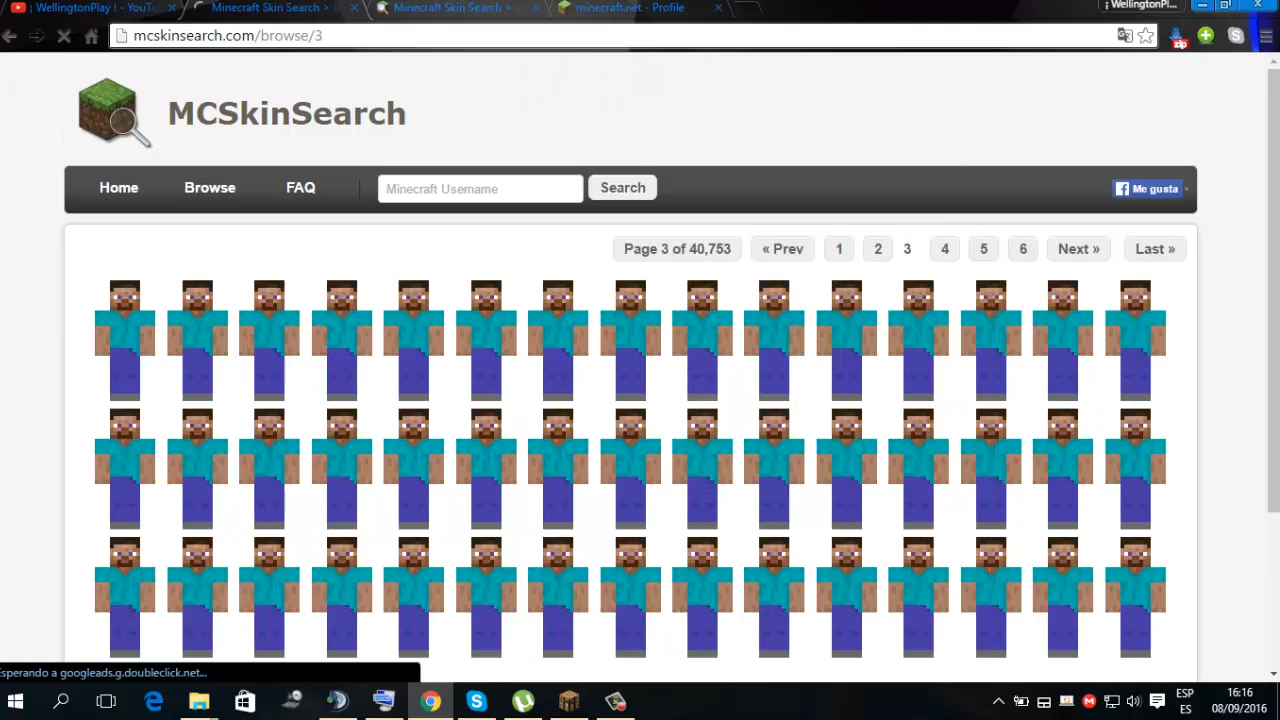 ¡ WellingtonPlay ! - YouTu
Minecraft Skin Search >
Minecraft Skin Search >
minecraft.net - Profile
¡WellingtonPl...
mcskinsearch.com/browse/3
zip
MCSkinSearch
Home
Browse
FAQ
Minecraft Username
Search
Me gusta
Page 3 of 40,753
« Prev
1
2
3
4
5
6
Next »
Last »
Esperando a googleads.g.doubleclick.net...
ESP
ES
16:16
08/09/2016